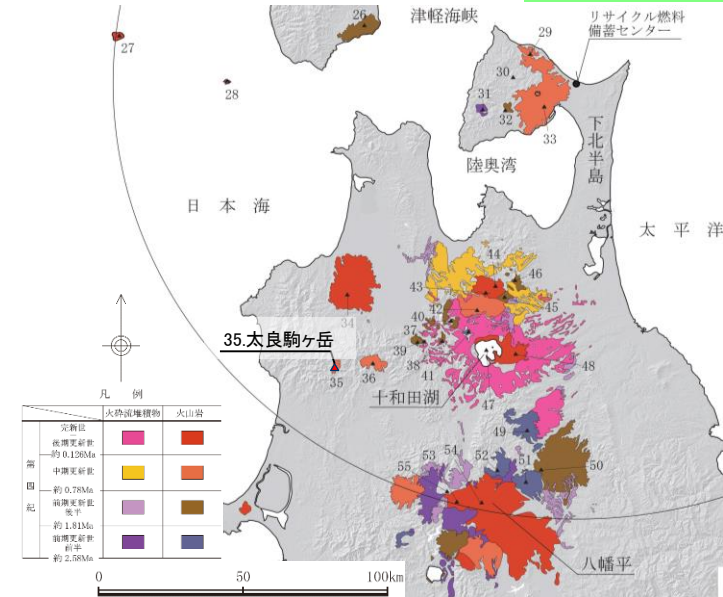 津軽海峡
リサイクル燃料
備蓄センター
26
27
28
29
30
31
32
33
下北半島
陸奥湾
日本海
太平洋
44
43
46
42
45
34
40
37
35.太良駒ヶ岳
39
38
41
35
36
48
十和田湖
47
49
凡例
火砕流堆積物
火山岩
第四紀
完新世
～
後期更新世
約 0.126Ma
中期更新世
約 0.78Ma
前期更新世
後半
約 1.81Ma
前期更新世
前半
約 2.58Ma
53
54
52
51
50
55
八幡平
0
50
100km